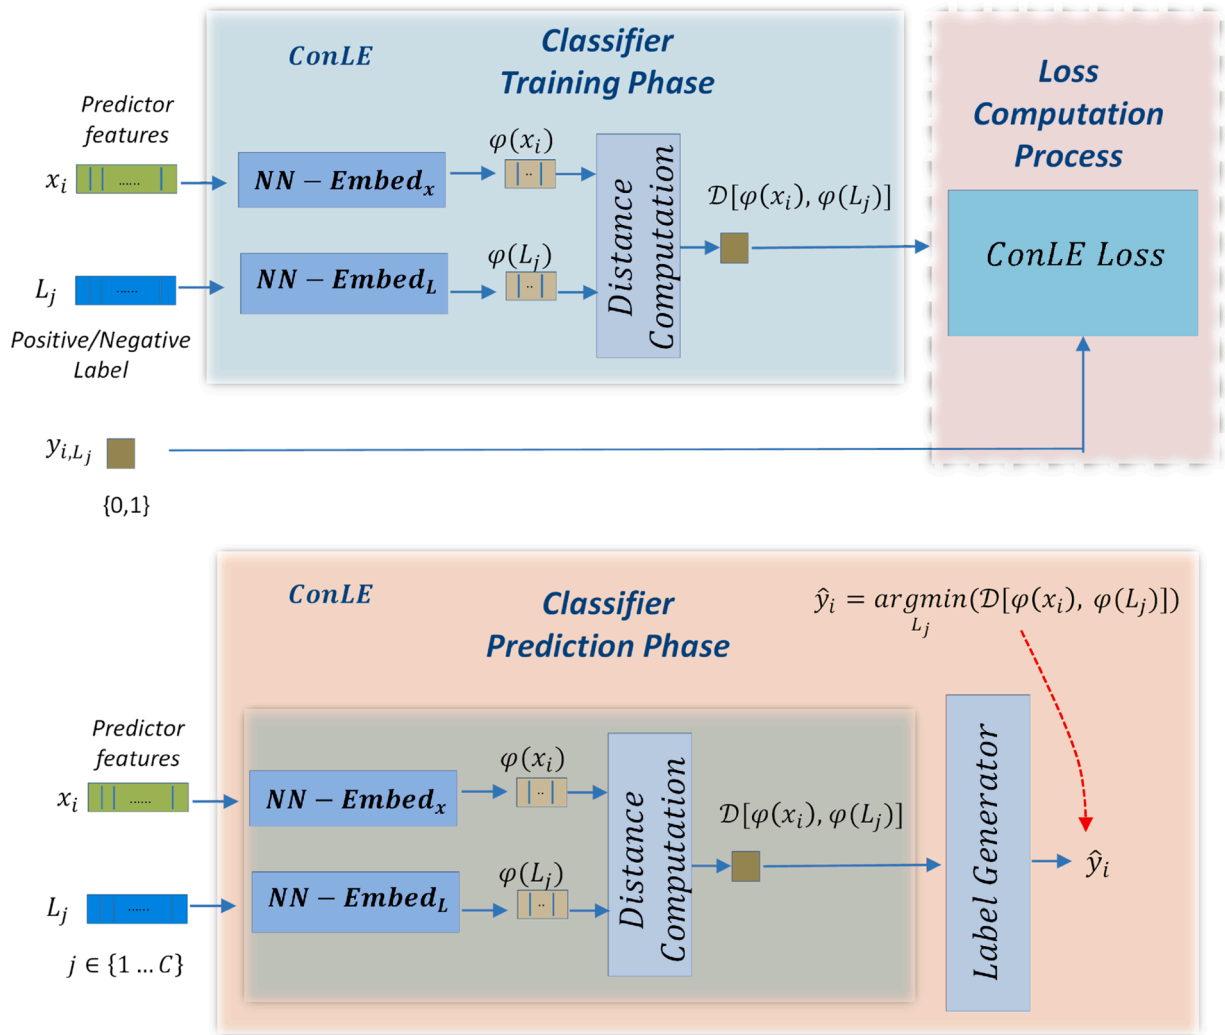 ConLE
Classifier
Training Phase
Loss
Computation
Process
Predictor
features
x_i
......
NN − Embed_x
φ(x_i)
..
Distance
Computation
𝒟[φ(x_i), φ(L_j)]
ConLE Loss
L_j
......
NN − Embed_L
φ(L_j)
..
Positive/Negative
Label
y_{i,L_j}
{0,1}
ConLE
Classifier
Prediction Phase
ŷ_i = argmin(𝒟[φ(x_i), φ(L_j)])
L_j
Predictor
features
x_i
......
NN − Embed_x
φ(x_i)
..
Distance
Computation
𝒟[φ(x_i), φ(L_j)]
Label Generator
ŷ_i
L_j
......
NN − Embed_L
φ(L_j)
..
j ∈ {1 … C}